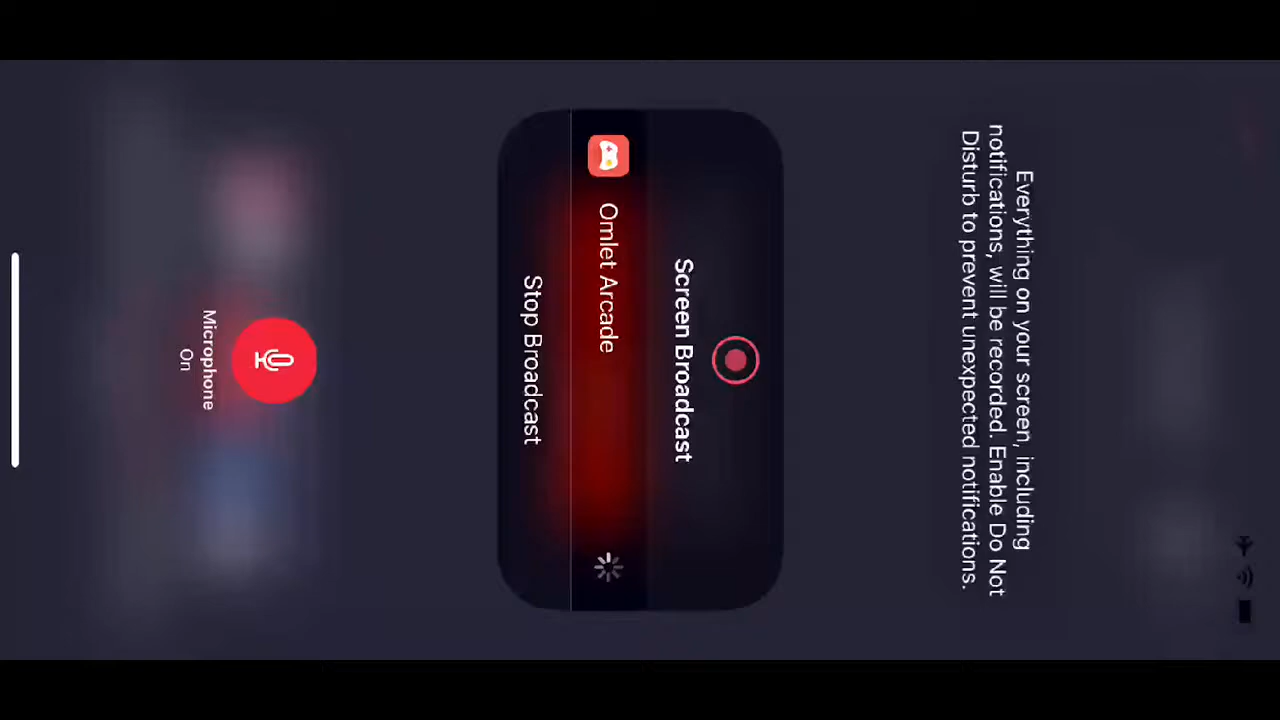 Everything on your screen, including
notifications, will be recorded. Enable Do Not
Disturb to prevent unexpected notifications.
Screen Broadcast
Omlet Arcade
Stop Broadcast
Microphone
On